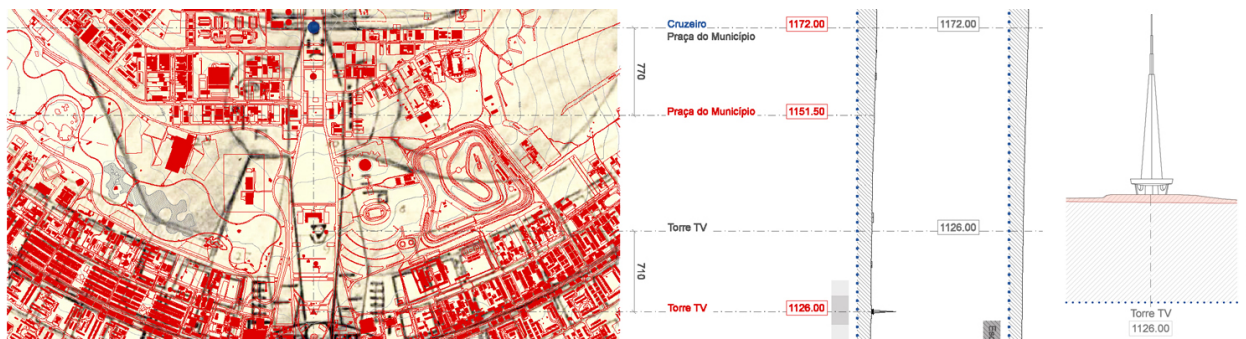 Cruzeiro 1172.00 1172.00
Praça do Município
770
Praça do Município 1151.50
Torre TV 1126.00
710
Torre TV 1126.00
Torre TV
1126.00